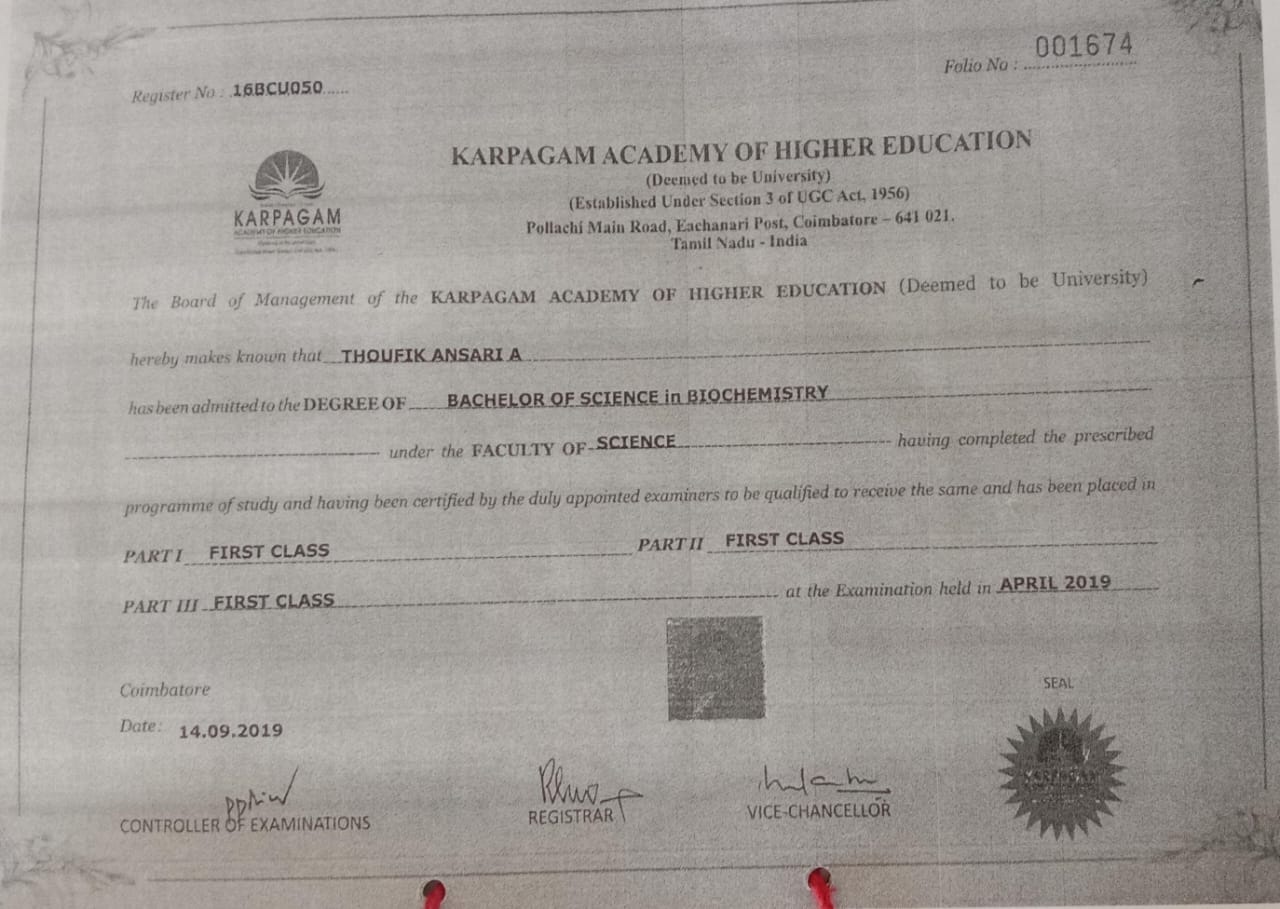 Register No : 16BCU050
Folio No : 001674
KARPAGAM ACADEMY OF HIGHER EDUCATION
(Deemed to be University)
(Established Under Section 3 of UGC Act, 1956)
Pollachi Main Road, Eachanari Post, Coimbatore – 641 021.
Tamil Nadu - India
KARPAGAM
ACADEMY OF HIGHER EDUCATION
The Board of Management of the KARPAGAM ACADEMY OF HIGHER EDUCATION (Deemed to be University)
hereby makes known that THOUFIK ANSARI A
has been admitted to the DEGREE OF BACHELOR OF SCIENCE in BIOCHEMISTRY
under the FACULTY OF SCIENCE having completed the prescribed
programme of study and having been certified by the duly appointed examiners to be qualified to receive the same and has been placed in
PART I FIRST CLASS PART II FIRST CLASS
PART III FIRST CLASS at the Examination held in APRIL 2019
Coimbatore
Date: 14.09.2019
SEAL
KARPAGAM
CONTROLLER OF EXAMINATIONS
REGISTRAR
VICE-CHANCELLOR